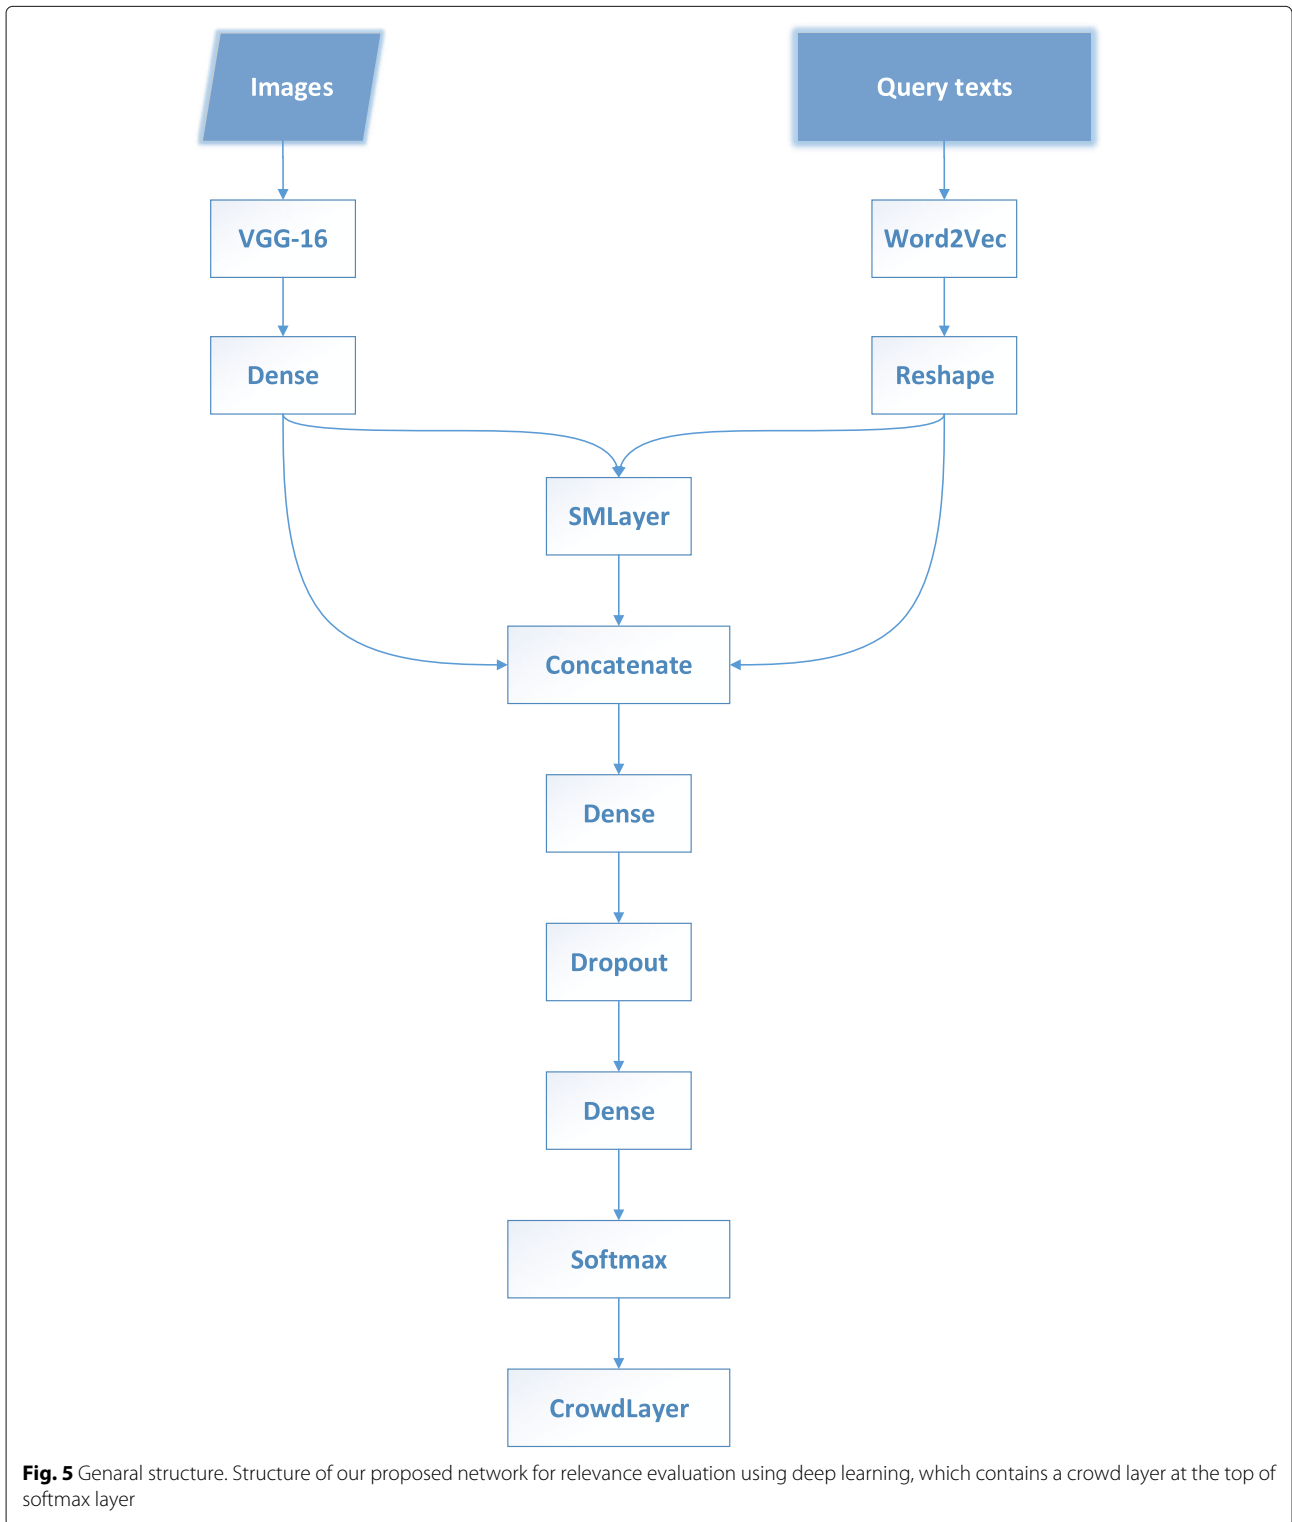 Images
Query texts
VGG-16
Word2Vec
Dense
Reshape
SMLayer
Concatenate
Dense
Dropout
Dense
Softmax
CrowdLayer
Fig. 5 Genaral structure. Structure of our proposed network for relevance evaluation using deep learning, which contains a crowd layer at the top of
softmax layer